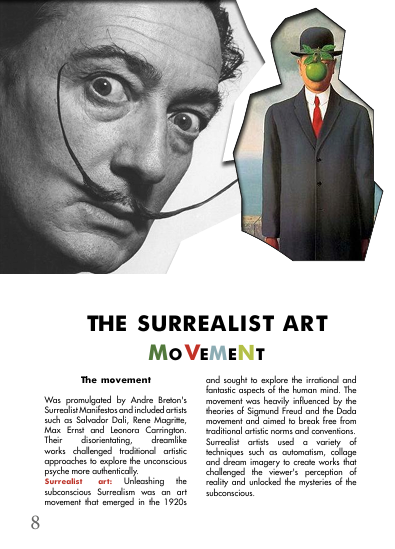 THE SURREALIST ART
MOVEMENT
The movement
Was promulgated by Andre Breton's
Surrealist Manifestos and included artists
such as Salvador Dali, Rene Magritte,
Max Ernst and Leonora Carrington.
Their disorientating, dreamlike
works challenged traditional artistic
approaches to explore the unconscious
psyche more authentically.
Surrealist art: Unleashing the
subconscious Surrealism was an art
movement that emerged in the 1920s
and sought to explore the irrational and
fantastic aspects of the human mind. The
movement was heavily influenced by the
theories of Sigmund Freud and the Dada
movement and aimed to break free from
traditional artistic norms and conventions.
Surrealist artists used a variety of
techniques such as automatism, collage
and dream imagery to create works that
challenged the viewer's perception of
reality and unlocked the mysteries of the
subconscious.
8